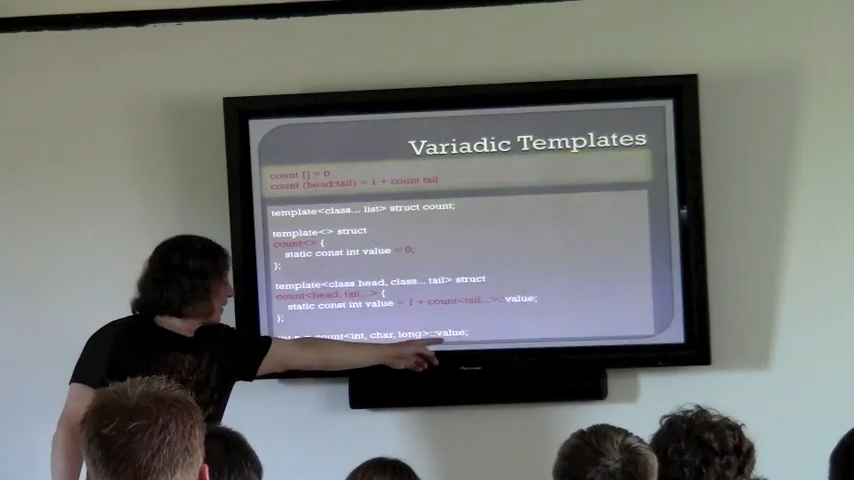 Variadic Templates
count [] = 0
count (head:tail) = 1 + count tail
template<class... list> struct count;
template<> struct
count<> {
static const int value = 0;
};
template<class head, class... tail> struct
count<head, tail...> {
static const int value = 1 + count<tail...>::value;
};
count<int, char, long>::value;